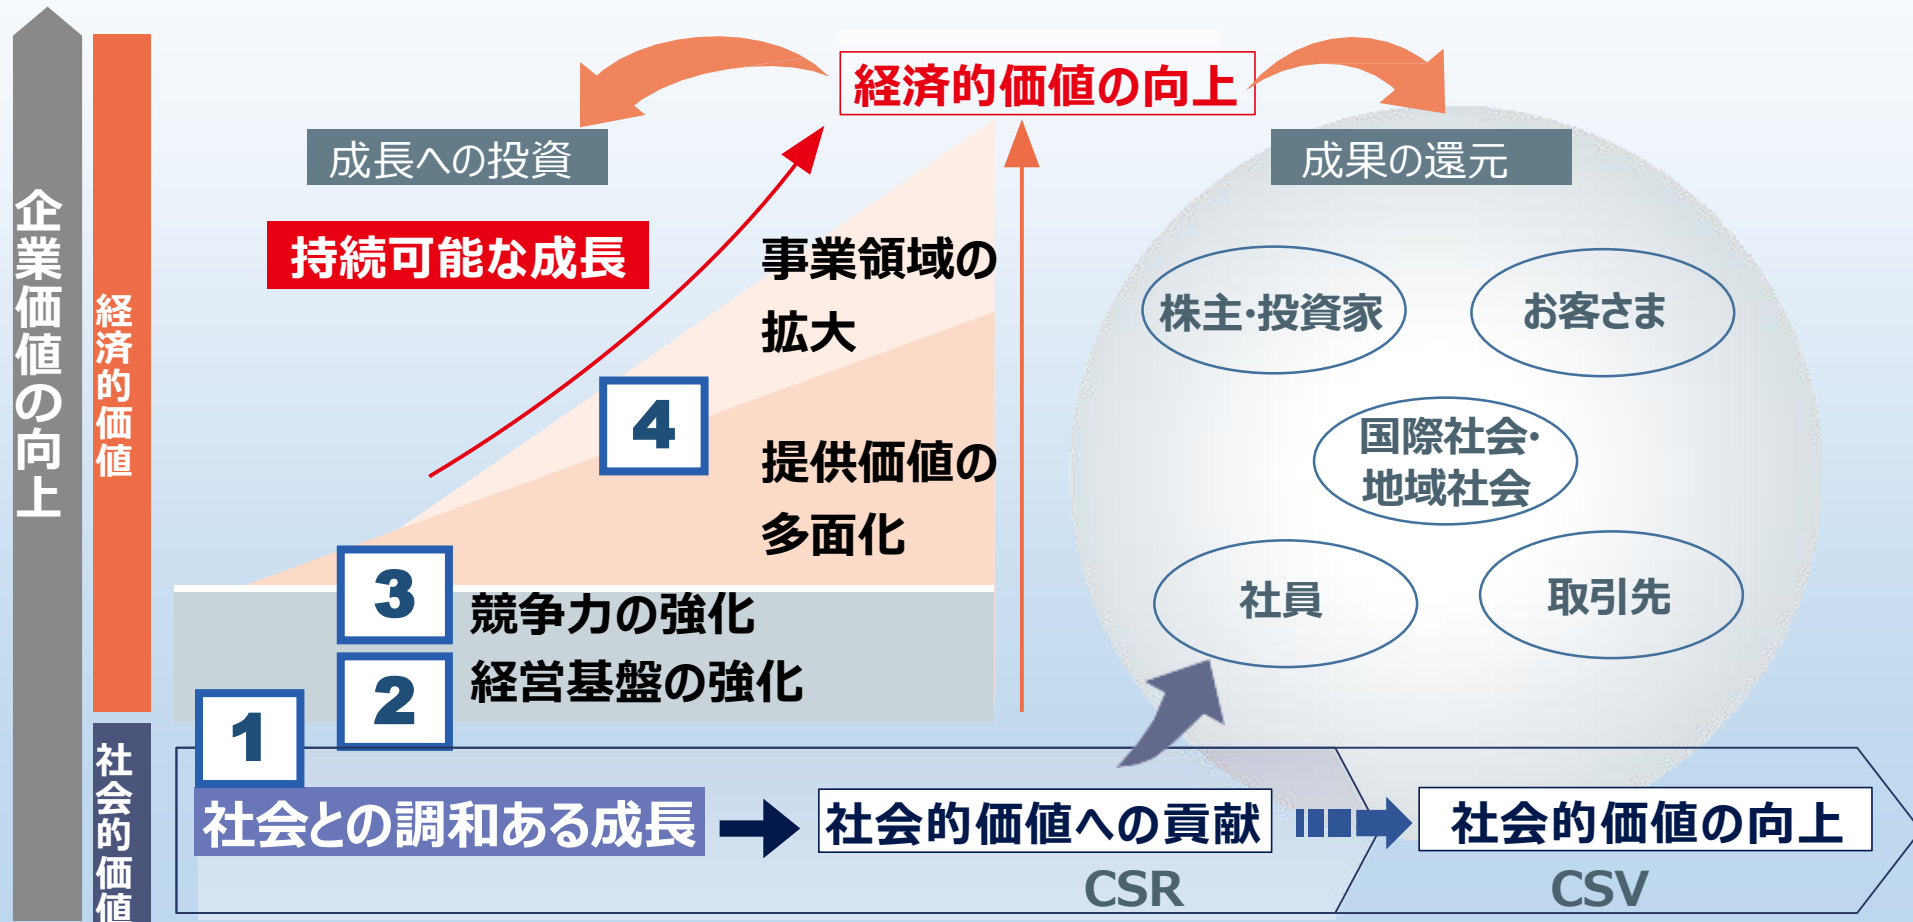 企業価値の向上
経済的価値
社会的価値
経済的価値の向上
成長への投資
成果の還元
持続可能な成長
事業領域の
拡大
4
提供価値の
多面化
3
競争力の強化
2
経営基盤の強化
株主・投資家
お客さま
国際社会・
地域社会
社員
取引先
1
社会との調和ある成長
社会的価値への貢献
社会的価値の向上
CSR
CSV